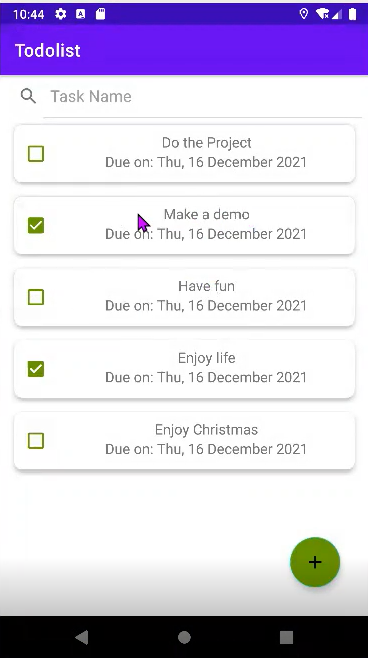 10:44
Todolist
Task Name
Do the Project
Due on: Thu, 16 December 2021
Make a demo
Due on: Thu, 16 December 2021
Have fun
Due on: Thu, 16 December 2021
Enjoy life
Due on: Thu, 16 December 2021
Enjoy Christmas
Due on: Thu, 16 December 2021
+